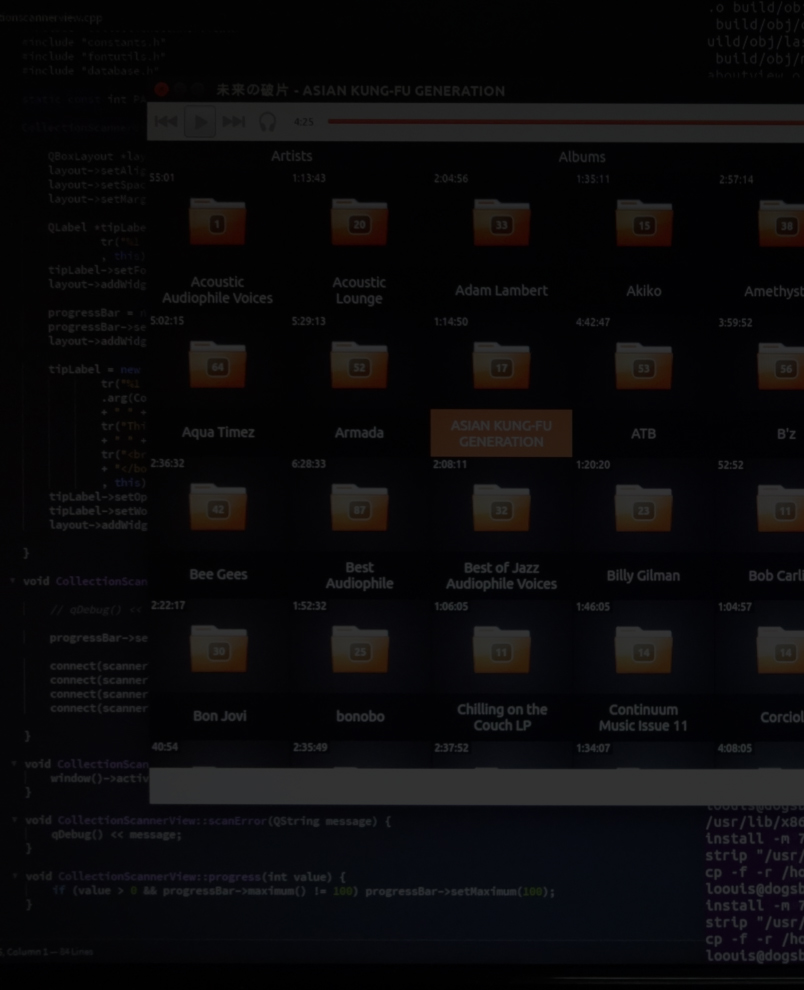 #include "constants.h"
#include "fontutils.h"
#include "database.h"
.o build/ob
build/obj/
build/obj/
未来の破片 - ASIAN KUNG-FU GENERATION
4:25
Artists
Albums
55:01
1:13:43
2:04:56
1:35:11
2:57:14
1
20
33
15
38
Acoustic
Audiophile Voices
Acoustic
Lounge
Adam Lambert
Akiko
Amethyst
5:02:15
5:29:13
1:14:50
4:42:47
3:59:52
64
52
17
53
56
Aqua Timez
Armada
ASIAN KUNG-FU
GENERATION
ATB
B'z
2:36:32
6:28:33
2:08:11
1:20:20
52:52
42
87
32
23
11
Bee Gees
Best
Audiophile
Best of Jazz
Audiophile Voices
Billy Gilman
Bob Carl
2:22:17
1:52:32
1:06:05
1:46:05
1:04:57
30
25
11
14
14
Bon Jovi
bonobo
Chilling on the
Couch LP
Continuum
Music Issue 11
Corciol
40:54
2:35:49
2:37:52
1:34:07
4:08:05
QBoxLayout *lay
layout->setAlig
layout->setSpac
layout->setMarg
QLabel *tipLabe
tr("%1
, this)
tipLabel->setFo
layout->addWidg
progressBar = n
progressBar->se
layout->addWidg
tipLabel = new
tr("%1
.arg(Co
+ " " +
tr("Thi
+ " " +
tr("<br
+ "</bo
, this)
tipLabel->setOp
tipLabel->setWo
layout->addWidg
}
void CollectionScan
// qDebug() <<
progressBar->se
connect(scanner
connect(scanner
connect(scanner
connect(scanner
}
void CollectionScan
window()->activ
}
void CollectionScannerView::scanError(QString message) {
qDebug() << message;
}
void CollectionScannerView::progress(int value) {
if (value > 0 && progressBar->maximum() != 100) progressBar->setMaximum(100);
}
/usr/lib/x86
install -m 7
strip "/usr/
cp -f -r /ho
loouis@dogsb
install -m 7
strip "/usr/
cp -f -r /ho
loouis@dogsb